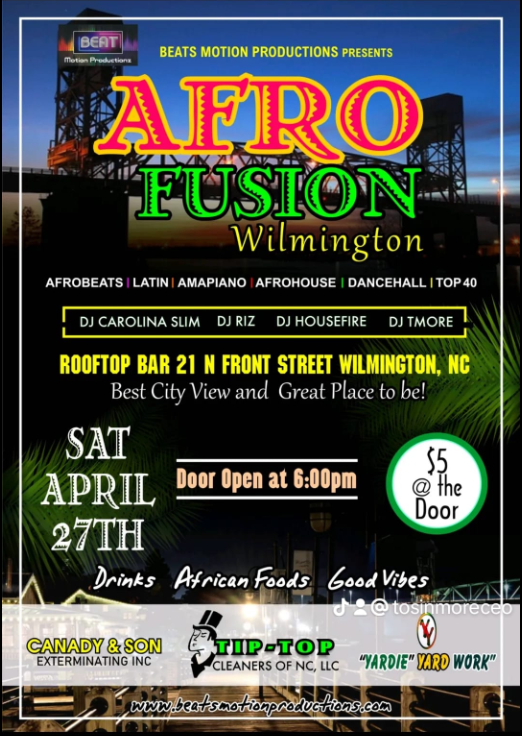 BEAT
Motion Productions
BEATS MOTION PRODUCTIONS PRESENTS
AFRO
FUSION
Wilmington
AFROBEATS | LATIN | AMAPIANO | AFROHOUSE | DANCEHALL | TOP 40
DJ CAROLINA SLIM DJ RIZ DJ HOUSEFIRE DJ TMORE
ROOFTOP BAR 21 N FRONT STREET WILMINGTON, NC
Best City View and Great Place to be!
SAT
APRIL
27TH
Door Open at 6:00pm
$5
@ the
Door
Drinks African Foods Good Vibes
@tosinmoreceo
CANADY & SON
EXTERMINATING INC
TIP-TOP
CLEANERS OF NC, LLC
"YARDIE" YARD WORK"
www.beatsmotionproductions.com